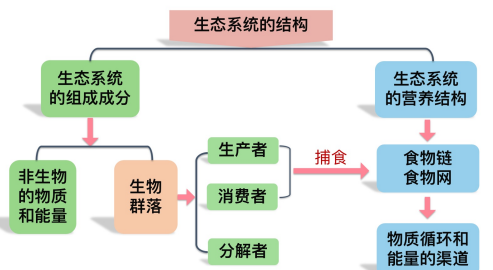 生态系统的结构
生态系统
的组成成分
生态系统
的营养结构
非生物
的物质
和能量
生物
群落
生产者
消费者
分解者
捕食
食物链
食物网
物质循环和
能量的渠道